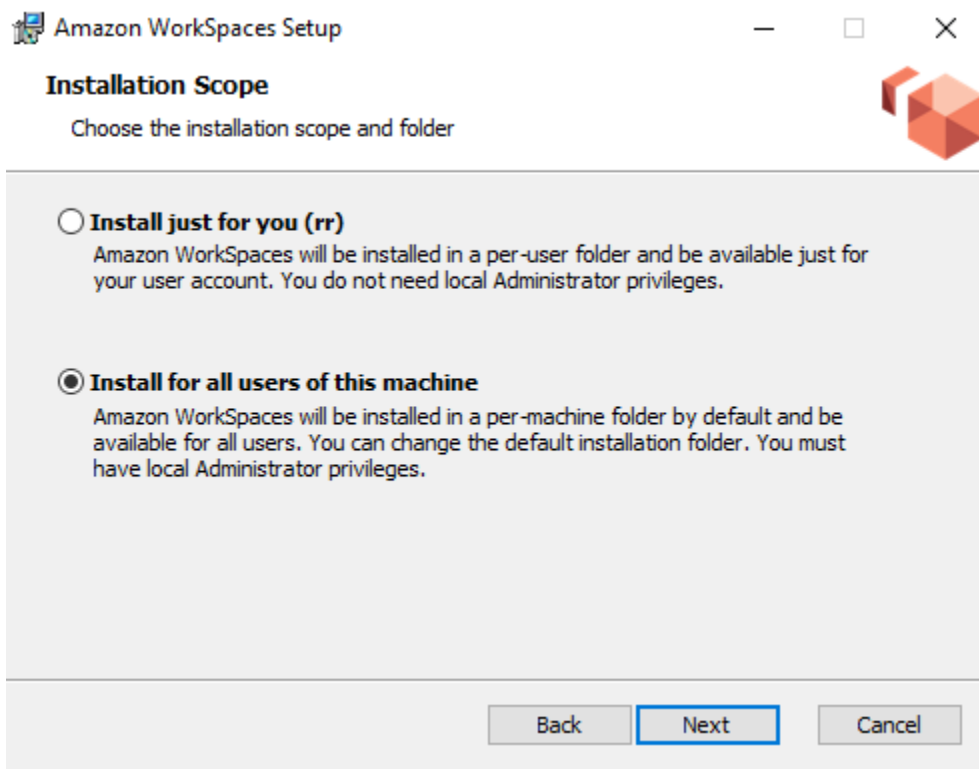 Amazon WorkSpaces Setup
Installation Scope
Choose the installation scope and folder
Install just for you (rr)
Amazon WorkSpaces will be installed in a per-user folder and be available just for
your user account. You do not need local Administrator privileges.
Install for all users of this machine
Amazon WorkSpaces will be installed in a per-machine folder by default and be
available for all users. You can change the default installation folder. You must
have local Administrator privileges.
Back
Next
Cancel